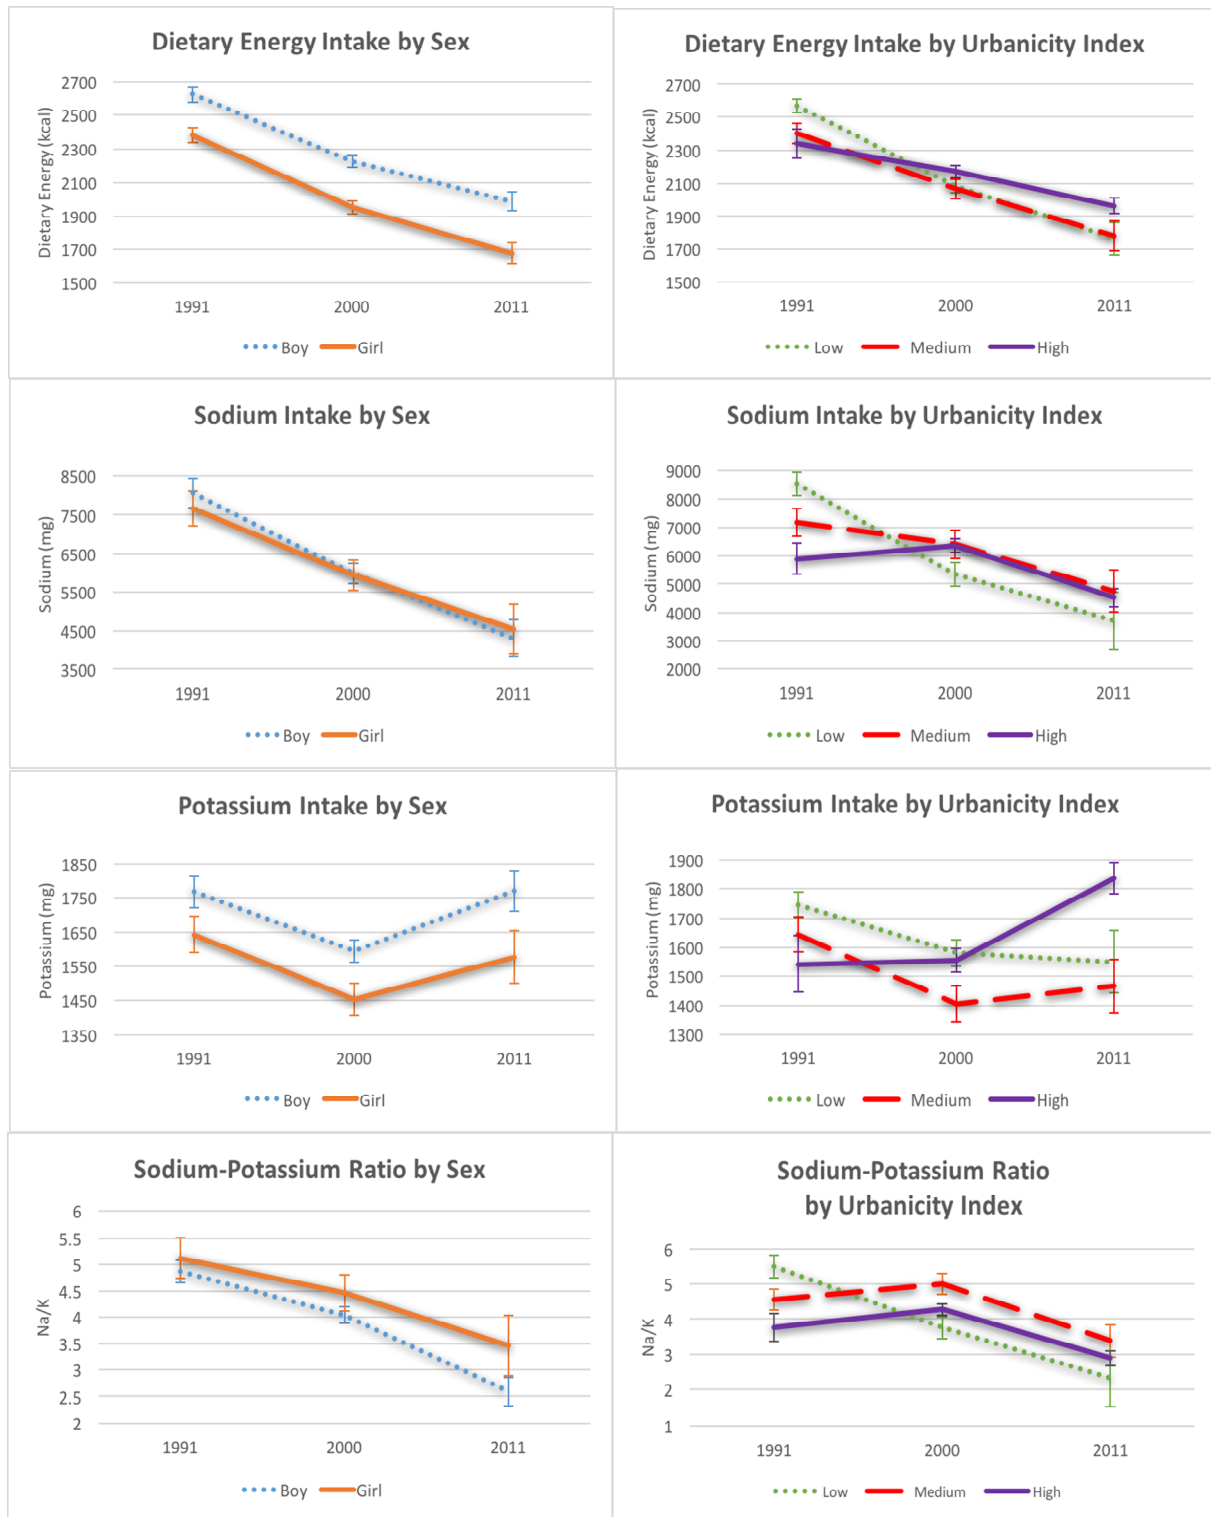 Dietary Energy Intake by Sex
Dietary Energy (kcal)
2700
2500
2300
2100
1900
1700
1500
1991 2000 2011
Boy Girl
Dietary Energy Intake by Urbanicity Index
Dietary Energy (kcal)
2700
2500
2300
2100
1900
1700
1500
1991 2000 2011
Low Medium High
Sodium Intake by Sex
Sodium (mg)
8500
7500
6500
5500
4500
3500
1991 2000 2011
Boy Girl
Sodium Intake by Urbanicity Index
Sodium (mg)
9000
8000
7000
6000
5000
4000
3000
2000
1991 2000 2011
Low Medium High
Potassium Intake by Sex
Potassium (mg)
1850
1750
1650
1550
1450
1350
1991 2000 2011
Boy Girl
Potassium Intake by Urbanicity Index
Potassium (mg)
1900
1800
1700
1600
1500
1400
1300
1991 2000 2011
Low Medium High
Sodium-Potassium Ratio by Sex
Na/K
6
5.5
5
4.5
4
3.5
3
2.5
2
1991 2000 2011
Boy Girl
Sodium-Potassium Ratio
by Urbanicity Index
Na/K
6
5
4
3
2
1
1991 2000 2011
Low Medium High